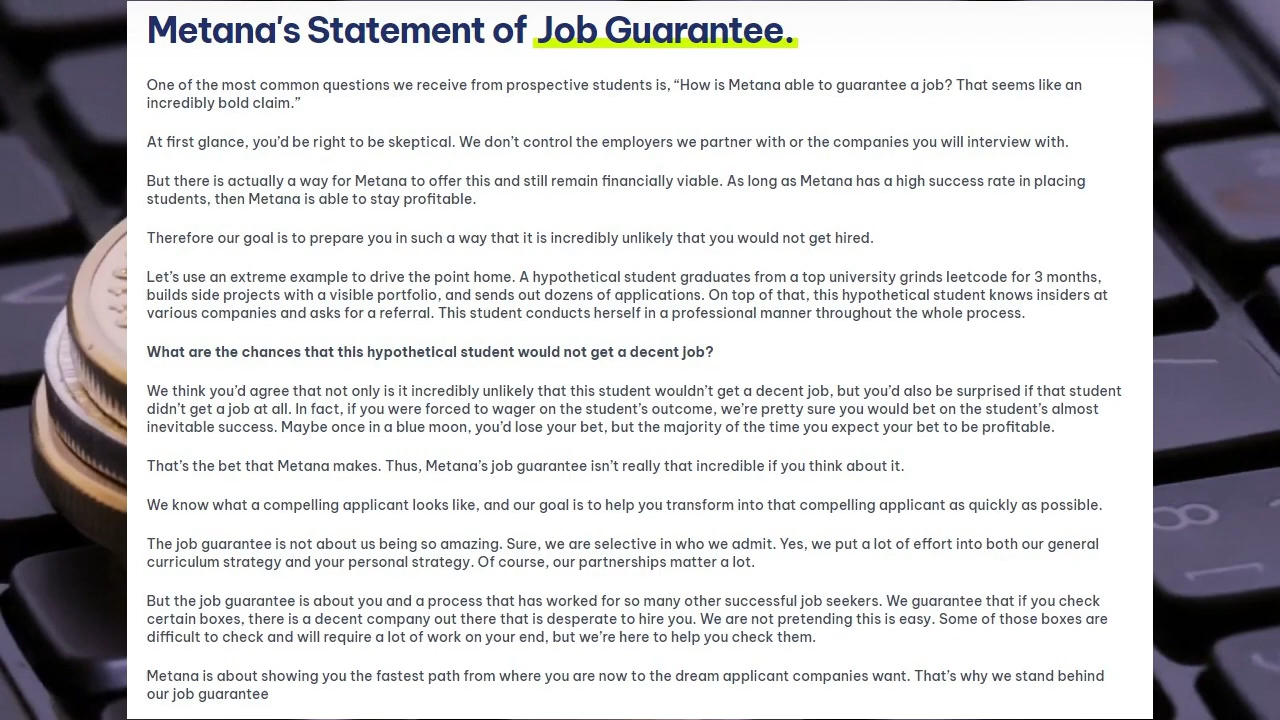 Metana's Statement of Job Guarantee.
One of the most common questions we receive from prospective students is, “How is Metana able to guarantee a job? That seems like an
incredibly bold claim.”
At first glance, you’d be right to be skeptical. We don’t control the employers we partner with or the companies you will interview with.
But there is actually a way for Metana to offer this and still remain financially viable. As long as Metana has a high success rate in placing
students, then Metana is able to stay profitable.
Therefore our goal is to prepare you in such a way that it is incredibly unlikely that you would not get hired.
Let’s use an extreme example to drive the point home. A hypothetical student graduates from a top university grinds leetcode for 3 months,
builds side projects with a visible portfolio, and sends out dozens of applications. On top of that, this hypothetical student knows insiders at
various companies and asks for a referral. This student conducts herself in a professional manner throughout the whole process.
What are the chances that this hypothetical student would not get a decent job?
We think you’d agree that not only is it incredibly unlikely that this student wouldn’t get a decent job, but you’d also be surprised if that student
didn’t get a job at all. In fact, if you were forced to wager on the student’s outcome, we’re pretty sure you would bet on the student’s almost
inevitable success. Maybe once in a blue moon, you’d lose your bet, but the majority of the time you expect your bet to be profitable.
That’s the bet that Metana makes. Thus, Metana’s job guarantee isn’t really that incredible if you think about it.
We know what a compelling applicant looks like, and our goal is to help you transform into that compelling applicant as quickly as possible.
The job guarantee is not about us being so amazing. Sure, we are selective in who we admit. Yes, we put a lot of effort into both our general
curriculum strategy and your personal strategy. Of course, our partnerships matter a lot.
But the job guarantee is about you and a process that has worked for so many other successful job seekers. We guarantee that if you check
certain boxes, there is a decent company out there that is desperate to hire you. We are not pretending this is easy. Some of those boxes are
difficult to check and will require a lot of work on your end, but we’re here to help you check them.
Metana is about showing you the fastest path from where you are now to the dream applicant companies want. That’s why we stand behind
our job guarantee